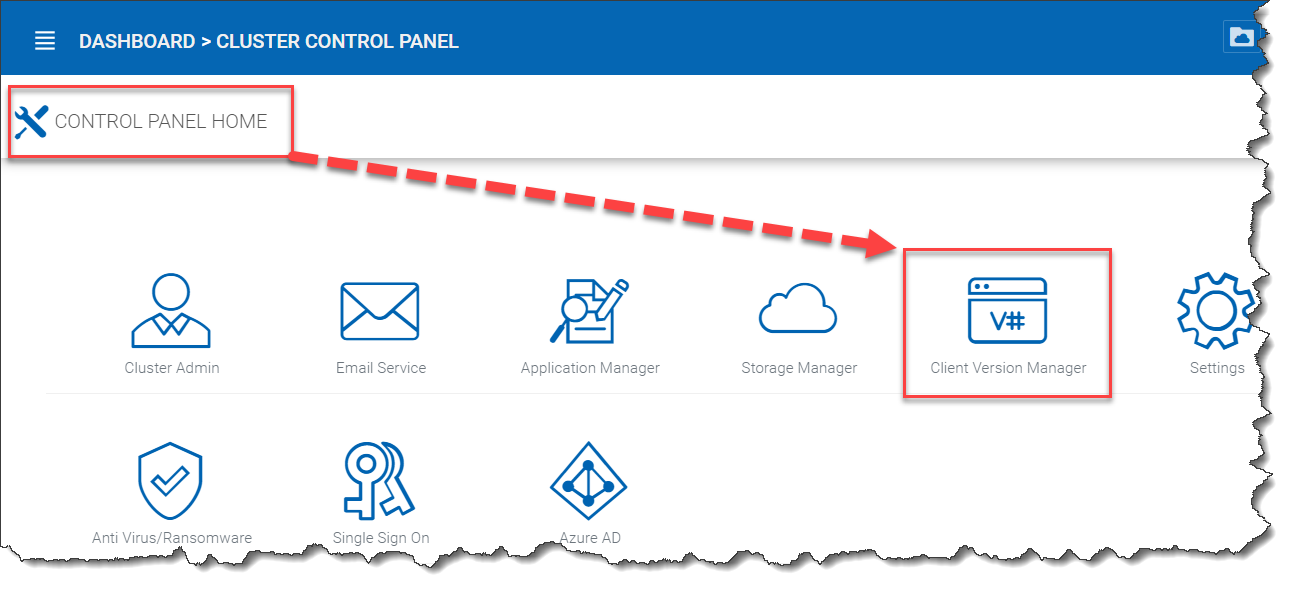 DASHBOARD > CLUSTER CONTROL PANEL
CONTROL PANEL HOME
V#
Cluster Admin
Email Service
Application Manager
Storage Manager
Client Version Manager
Settings
Anti Virus/Ransomware
Single Sign On
Azure AD